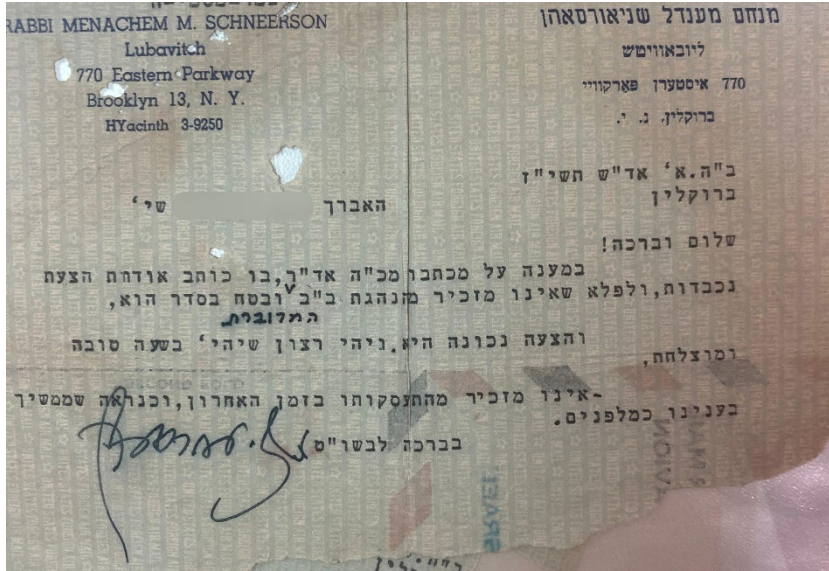 RABBI MENACHEM M. SCHNEERSON
Lubavitch
770 Eastern Parkway
Brooklyn 13, N. Y.
HYacinth 3-9250
מנחם מענדל שניאורסאהן
ליובאוויטש
770 איסטערן פארקוויי
ברוקלין, נ. י.
ב"ה.א' אד"ש תשי"ז
ברוקלין
האברך שי'
שלום וברכה!
במענה על מכתבו מכ"ה אד"ר,בו כותב אודות הצעת
נכבדות,ולפלא שאינו מזכיר מנהגת ב"ב ובטח בסדר הוא,
המדוברת
והצעה נכונה היא.ויהי רצון שיהי' בשעה טובה
ומוצלחת,
-אינו מזכיר מהתעסקותו בזמן האחרון,וכנראה שממשיך
בענינו כמלפנים.
בברכה לבשו"ט